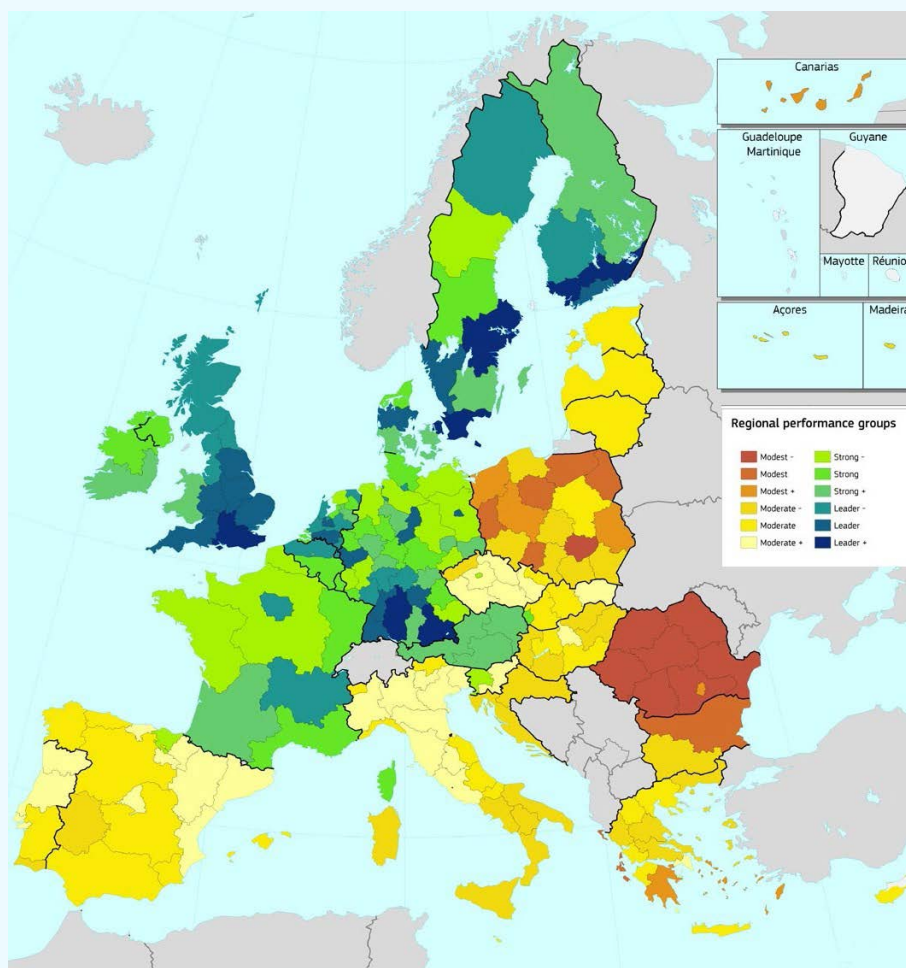 Canarias
Guadeloupe
Martinique
Guyane
Mayotte
Réunion
Açores
Madeira
Regional performance groups
Modest -
Modest
Modest +
Moderate -
Moderate
Moderate +
Strong -
Strong
Strong +
Leader -
Leader
Leader +